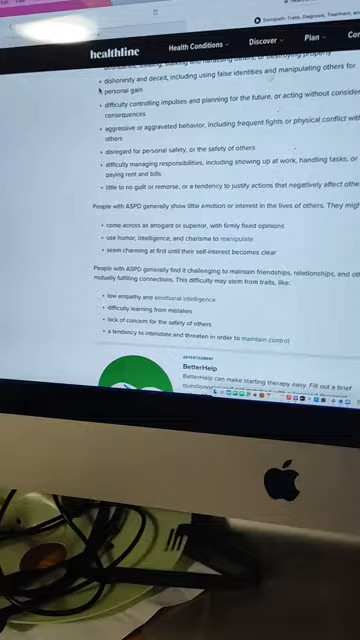 Sociopath: Traits, Diagnosis, Treatment, and
healthline
Health Conditions
Discover
Plan
dishonesty and deceit, including using false identities and manipulating others for
personal gain
difficulty controlling impulses and planning for the future, or acting without
consequences
aggressive or aggravated behavior, including frequent fights or physical conflict
others
disregard for personal safety, or the safety of others
difficulty managing responsibilities, including showing up at work, handling tasks, or
paying rent and bills
little to no guilt or remorse, or a tendency to justify actions that negatively affect
People with ASPD generally show little emotion or interest in the lives of others. They
come across as arrogant or superior, with firmly fixed opinions
use humor, intelligence, and charisma to manipulate
seem charming at first until their self-interest becomes clear
People with ASPD generally find it challenging to maintain friendships, relationships, and
mutually fulfilling connections. This difficulty may stem from traits, like:
low empathy and emotional intelligence
difficulty learning from mistakes
lack of concern for the safety of others
a tendency to intimidate and threaten in order to maintain control
ADVERTISEMENT
BetterHelp
BetterHelp can make starting therapy easy. Fill out a brief